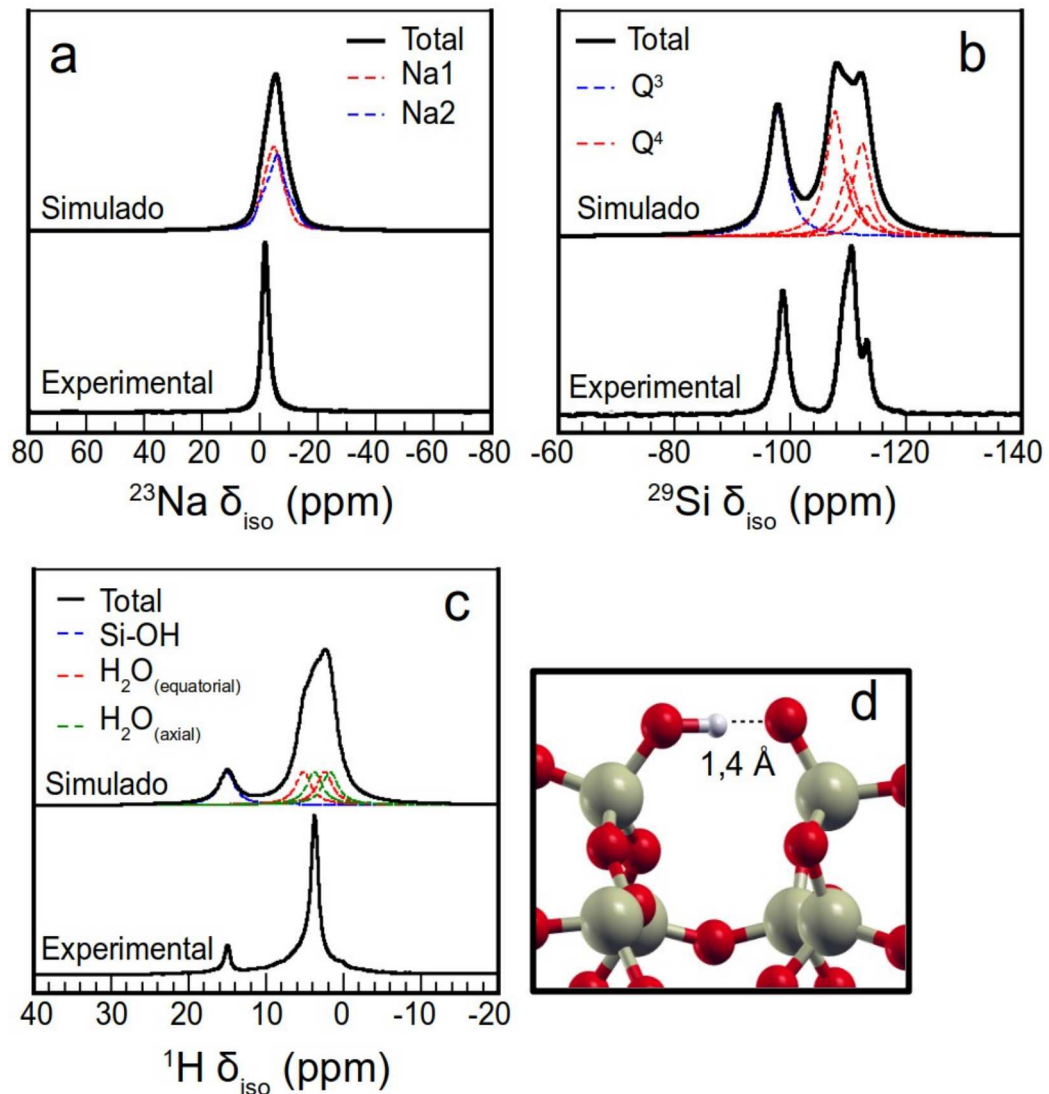 a
Total
Na1
Na2
Simulado
Experimental
80 60 40 20 0 -20 -40 -60 -80
²³Na δiso (ppm)
b
Total
Q³
Q⁴
Simulado
Experimental
-60 -80 -100 -120 -140
²⁹Si δiso (ppm)
c
Total
Si-OH
H₂O(equatorial)
H₂O(axial)
Simulado
Experimental
40 30 20 10 0 -10 -20
¹H δiso (ppm)
d
1,4 Å